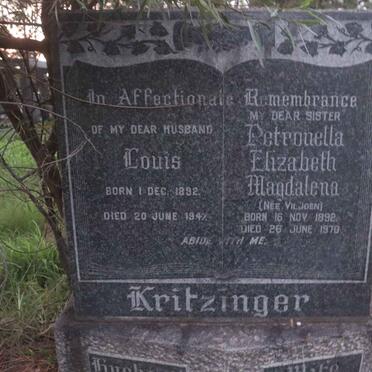 In Affectionate Remembrance
OF MY DEAR HUSBAND
Louis
BORN 1 DEC. 1892.
DIED 20 JUNE 1947.
MY DEAR SISTER
Petronella
Elizabeth
Magdalena
(NEE VILJOEN)
BORN 16 NOV 1892.
DIED 26 JUNE 1970
ABIDE WITH ME.
Kritzinger